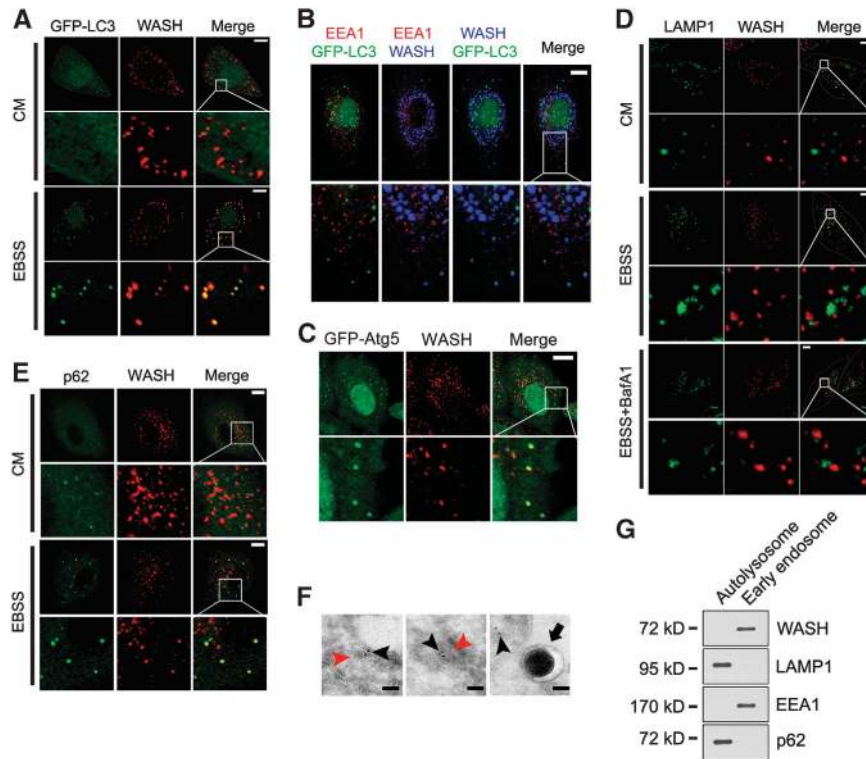 A
GFP-LC3 WASH Merge
CM
EBSS
B
EEA1 EEA1 WASH
GFP-LC3 WASH GFP-LC3 Merge
C
GFP-Atg5 WASH Merge
D
LAMP1 WASH Merge
CM
EBSS
EBSS+BafA1
E
p62 WASH Merge
CM
EBSS
F
G
Autolysosome
Early endosome
72 kD WASH
95 kD LAMP1
170 kD EEA1
72 kD p62